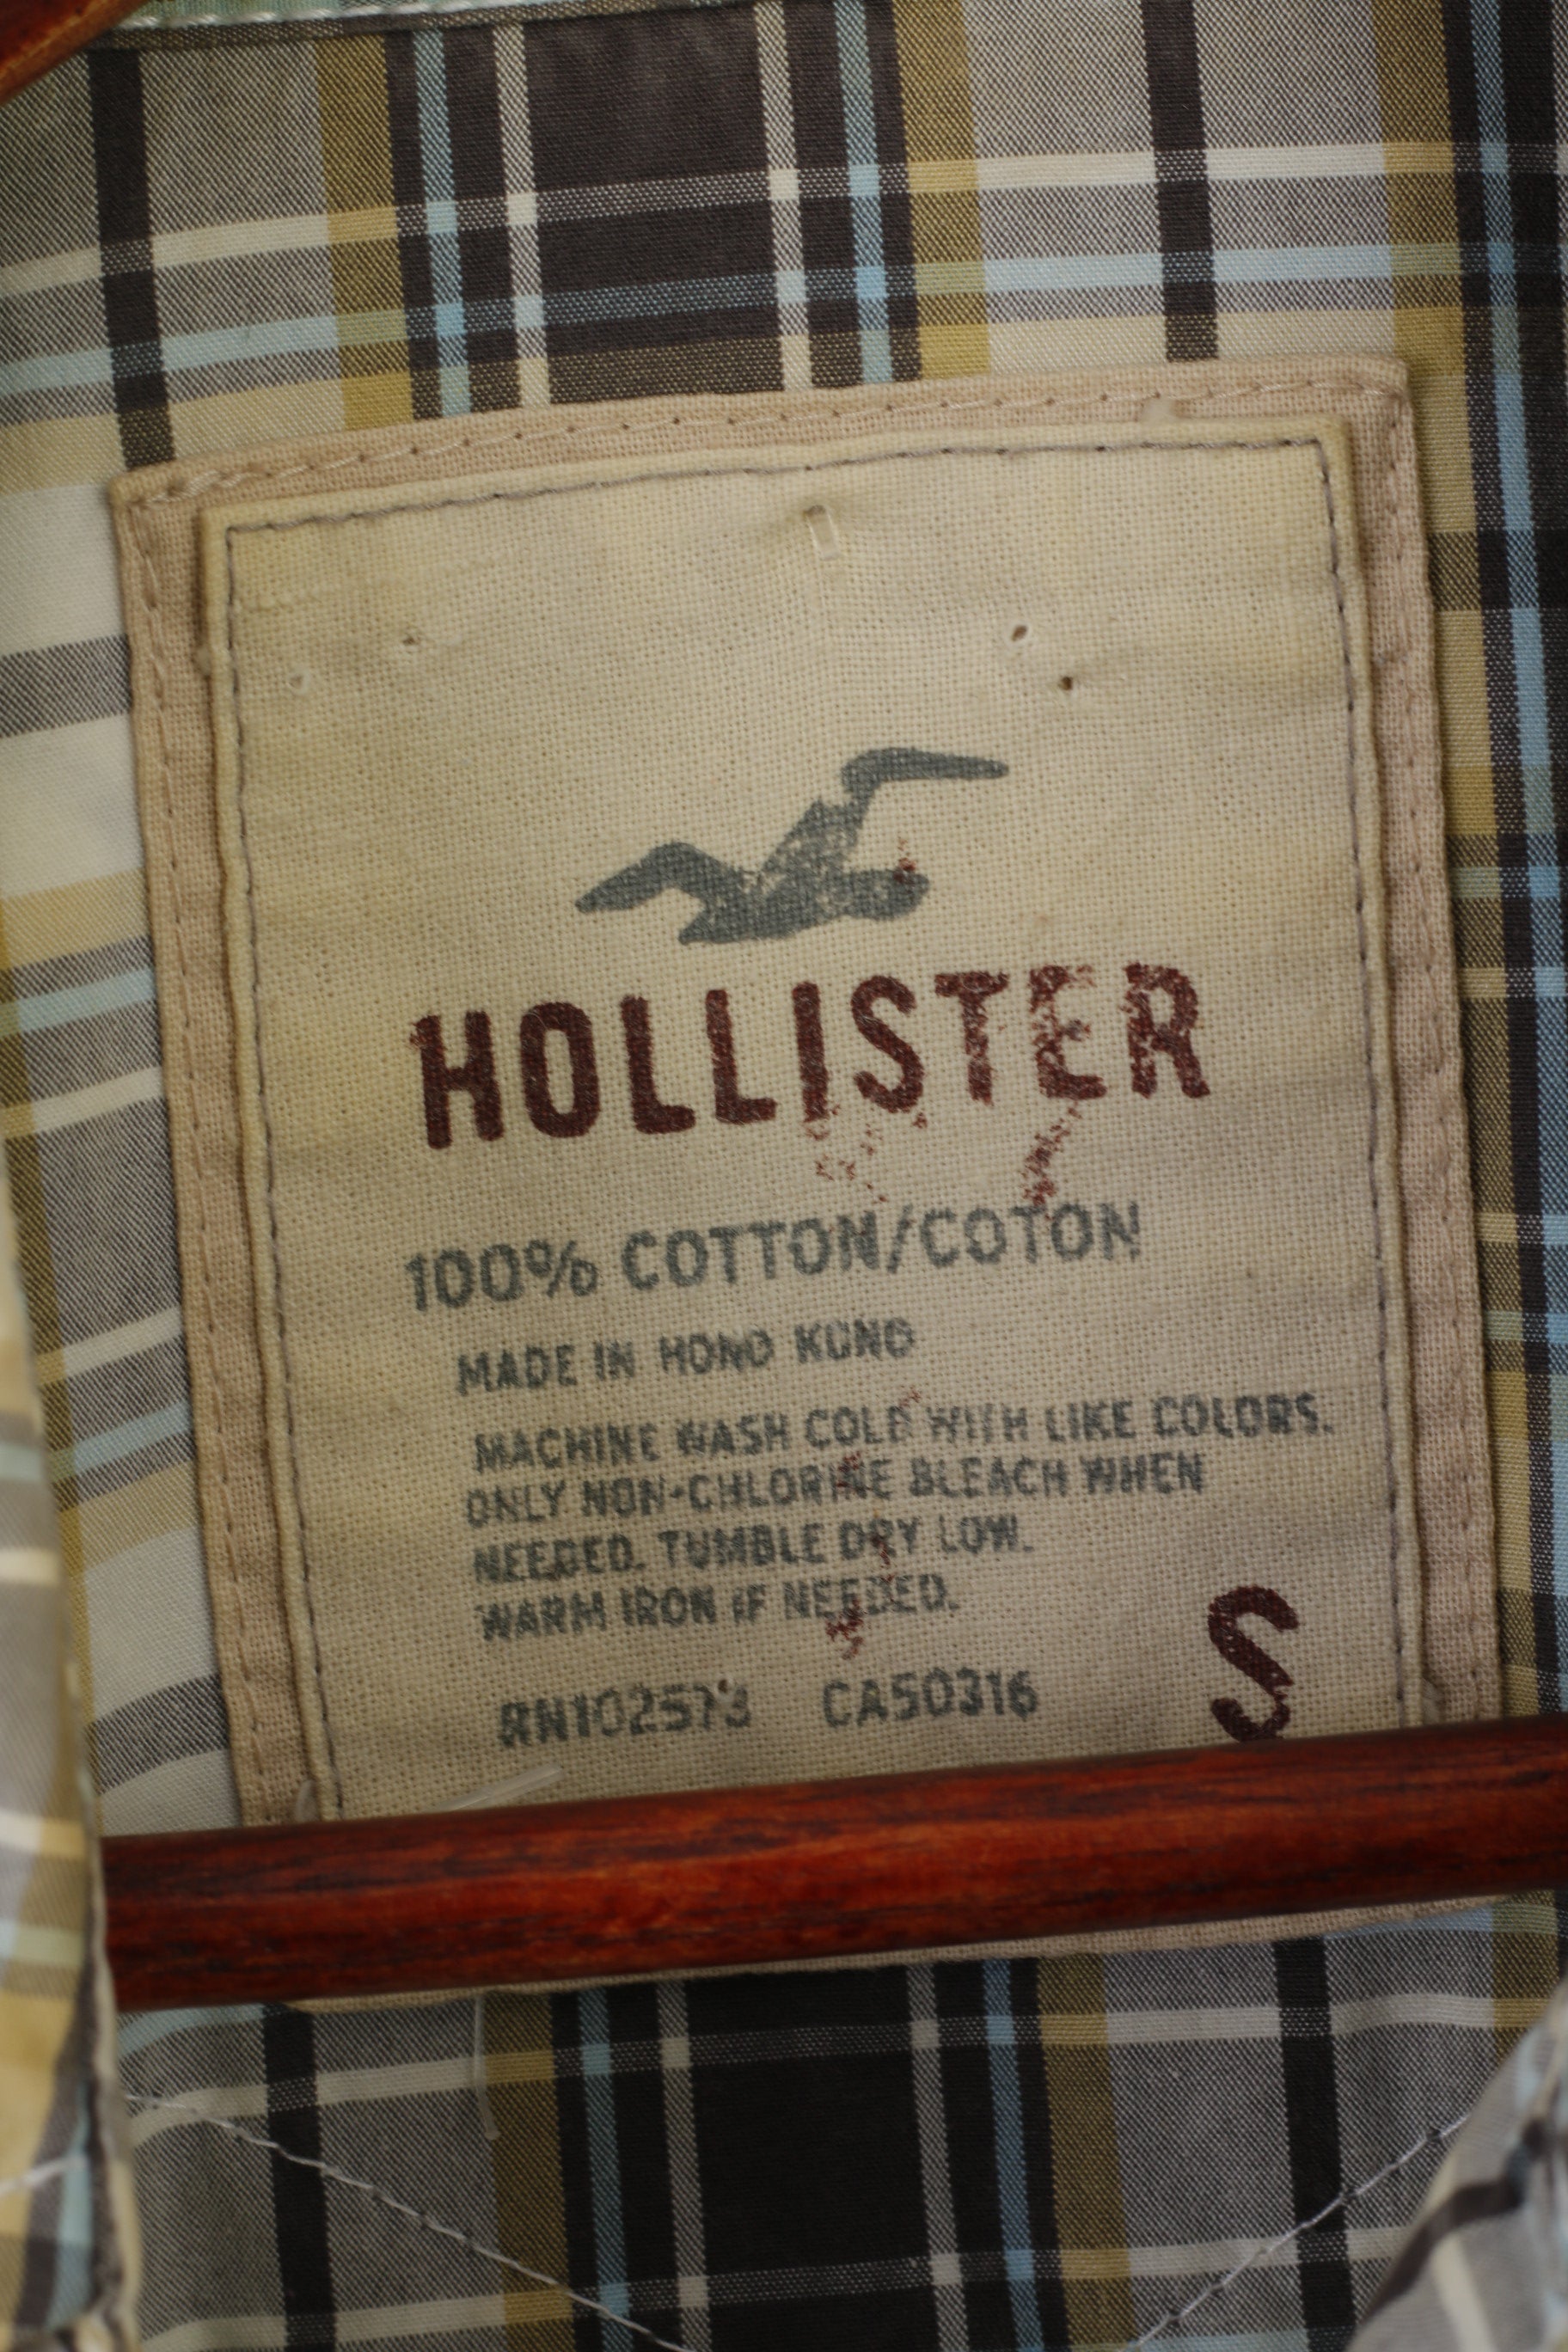 HOLLISTER
100% COTTON/COTON
MADE IN HONG KONG
MACHINE WASH COLD WITH LIKE COLORS.
ONLY NON-CHLORINE BLEACH WHEN
NEEDED. TUMBLE DRY LOW.
WARM IRON IF NEEDED.
S
RN102573 CA50316